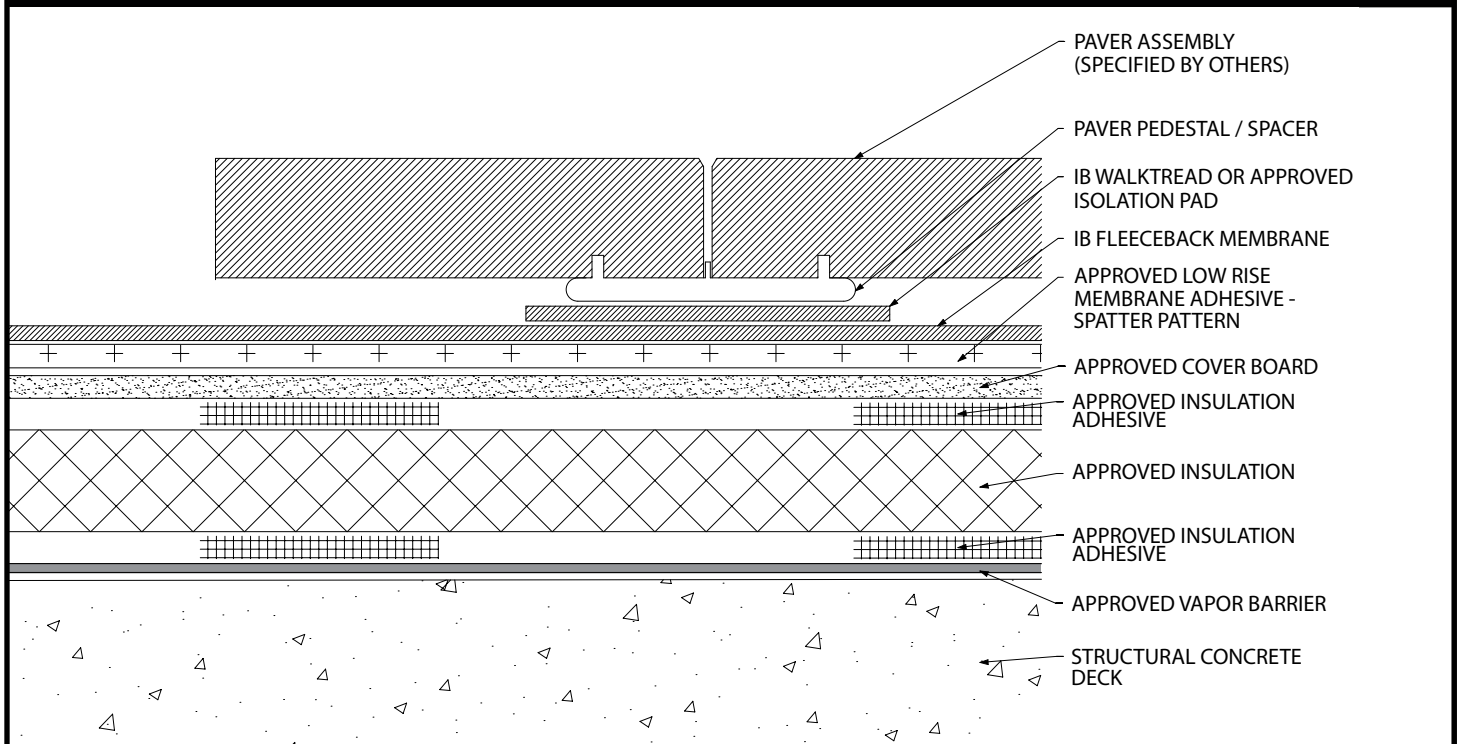 PAVER ASSEMBLY
(SPECIFIED BY OTHERS)
PAVER PEDESTAL / SPACER
IB WALKTREAD OR APPROVED
ISOLATION PAD
IB FLEECEBACK MEMBRANE
APPROVED LOW RISE
MEMBRANE ADHESIVE -
SPATTER PATTERN
APPROVED COVER BOARD
APPROVED INSULATION
ADHESIVE
APPROVED INSULATION
APPROVED INSULATION
ADHESIVE
APPROVED VAPOR BARRIER
STRUCTURAL CONCRETE
DECK